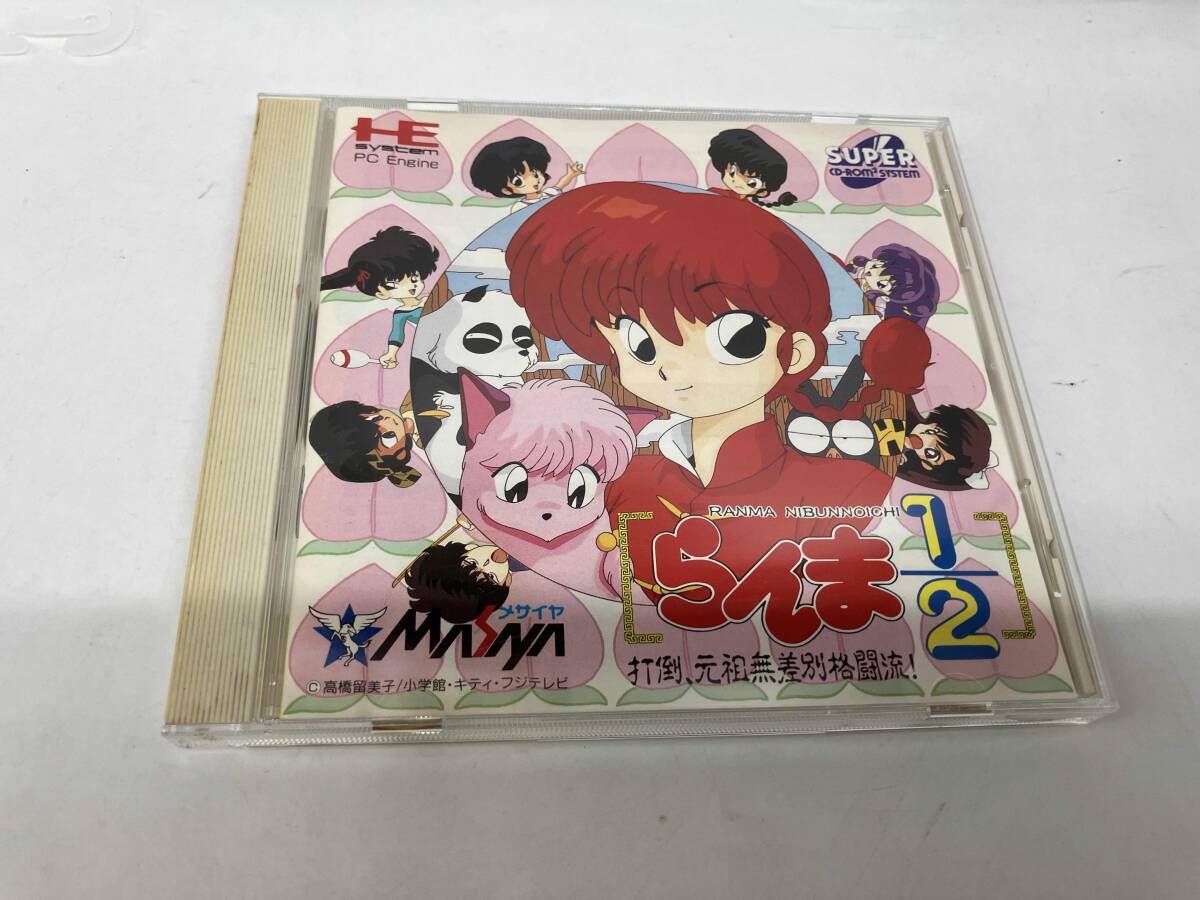 HE
system
PC Engine
SUPER
CD-ROM² SYSTEM
RANMA NIBUNNOICHI
らんま1/2
メサイヤ
MASAYA
打倒、元祖無差別格闘流!
©高橋留美子/小学館・キティ・フジテレビ